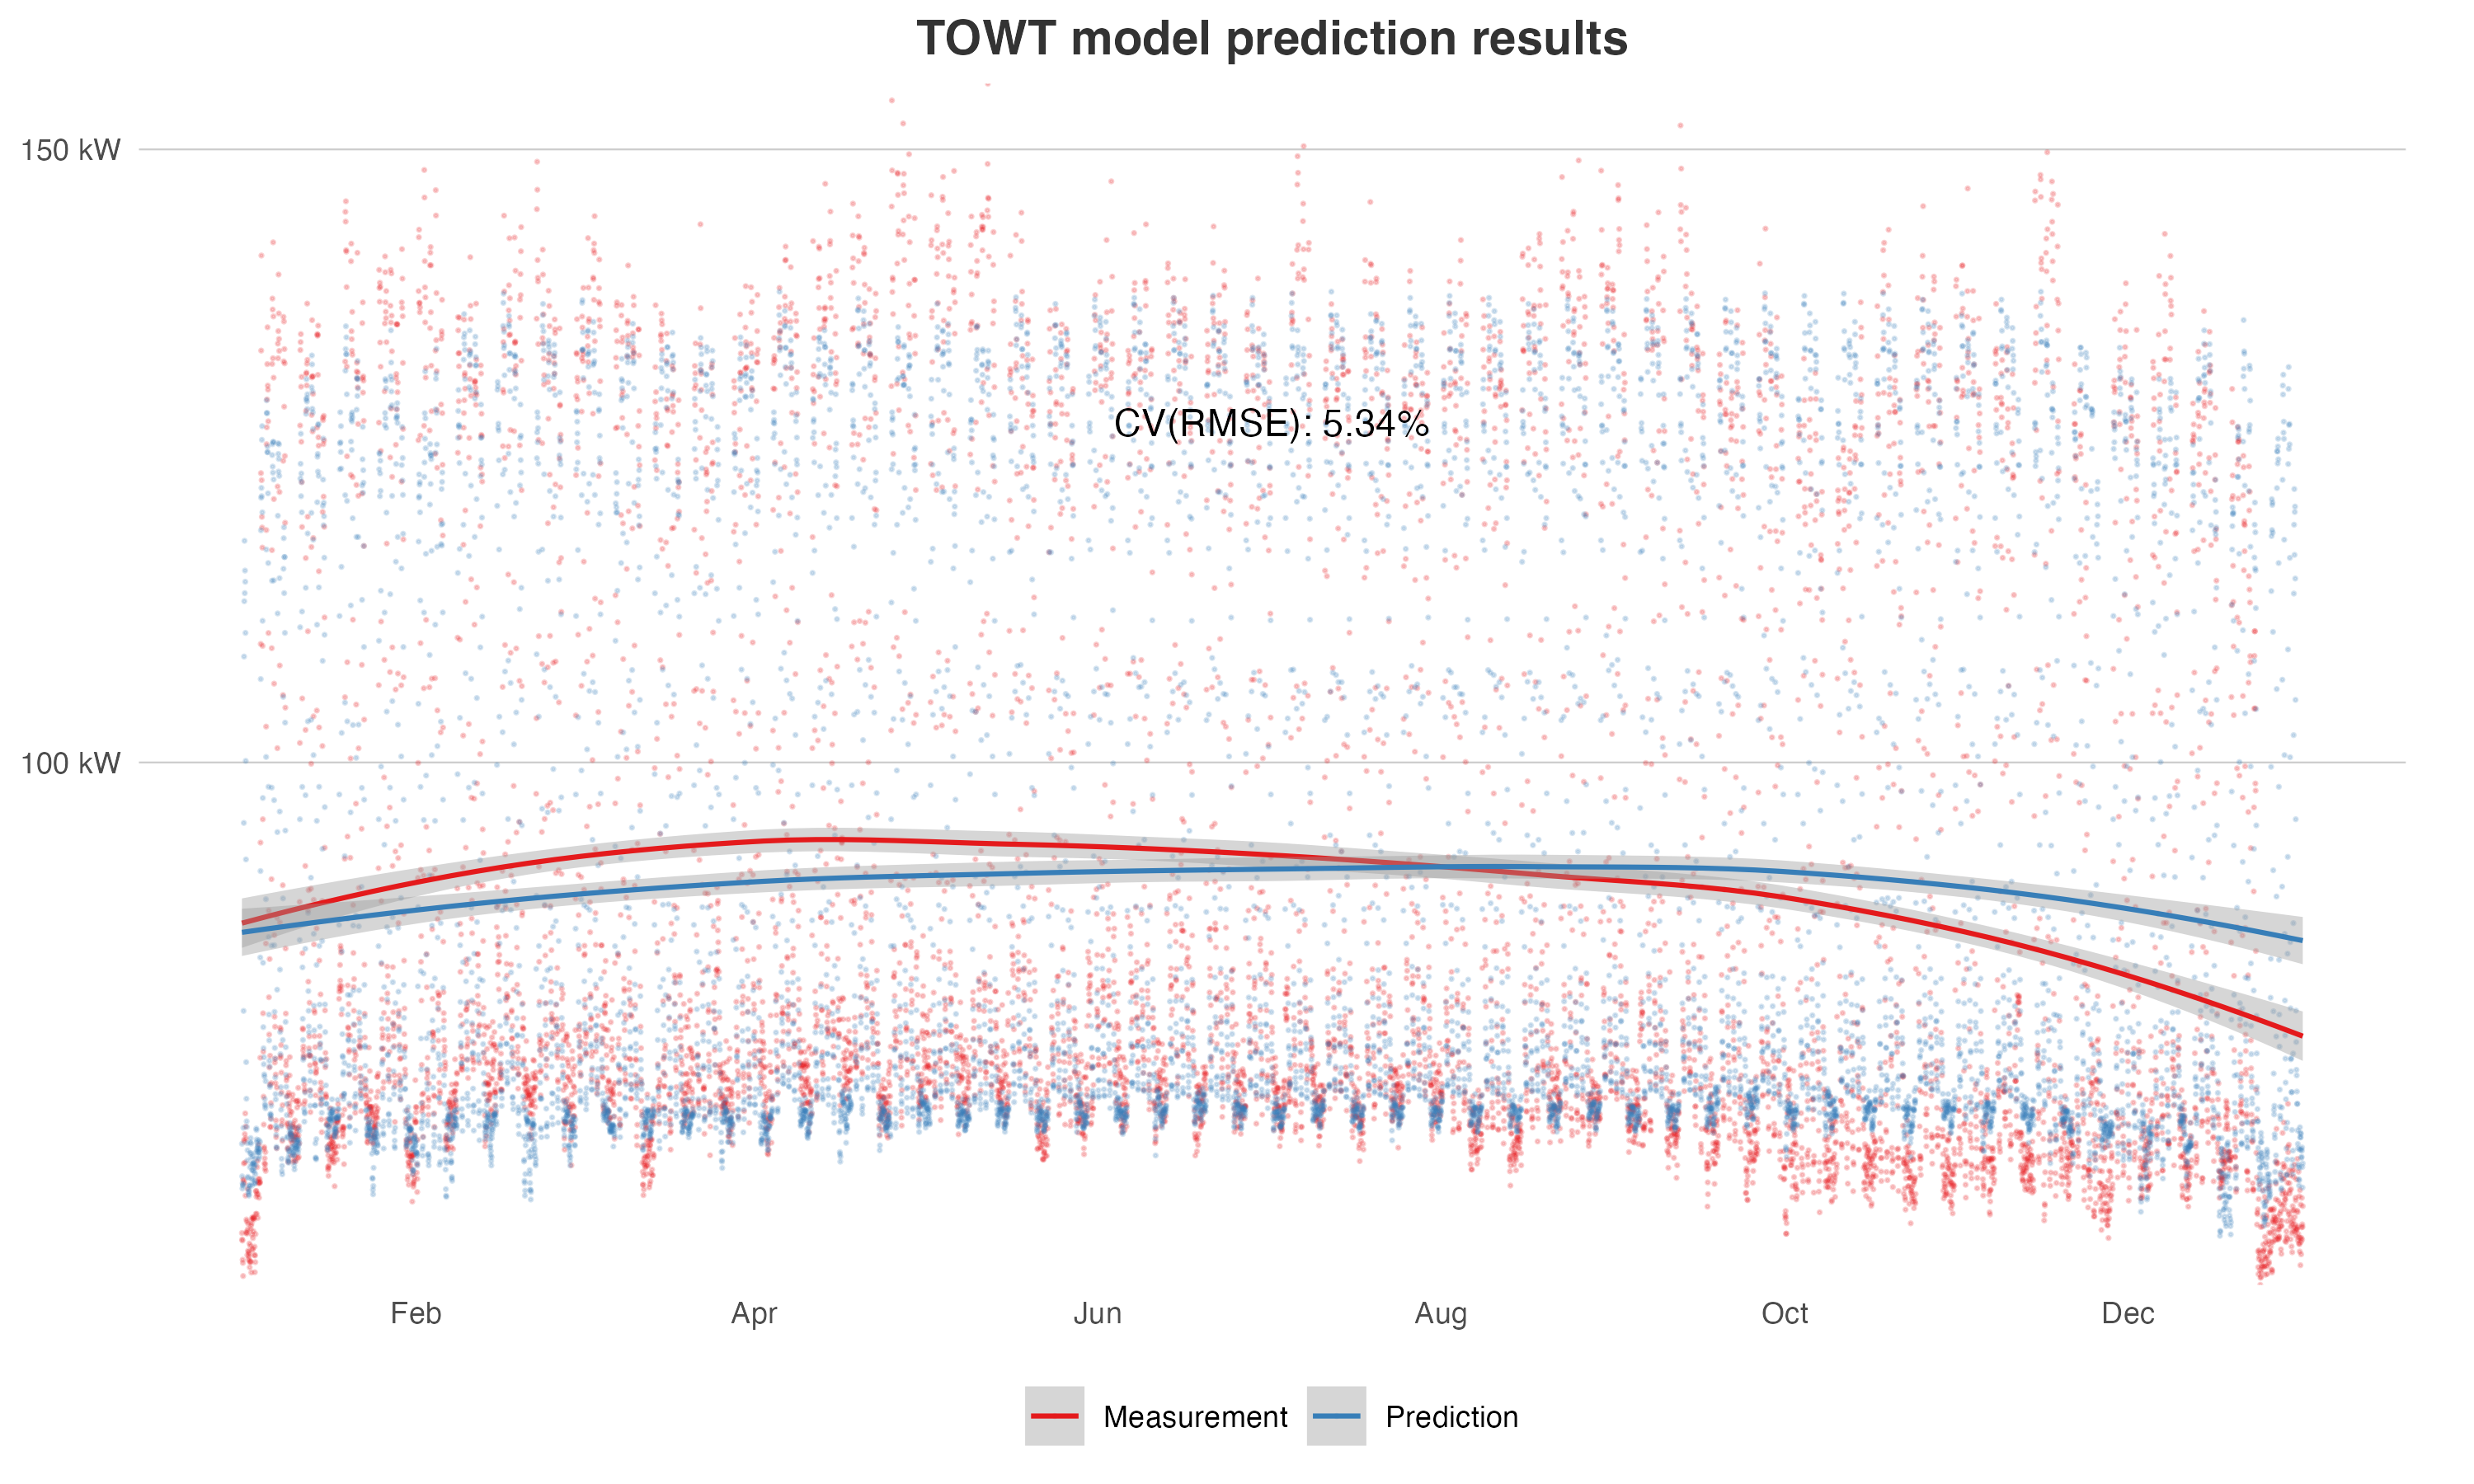 TOWT model prediction results
150 kW
CV(RMSE): 5.34%
100 kW
Feb Apr Jun Aug Oct Dec
Measurement Prediction